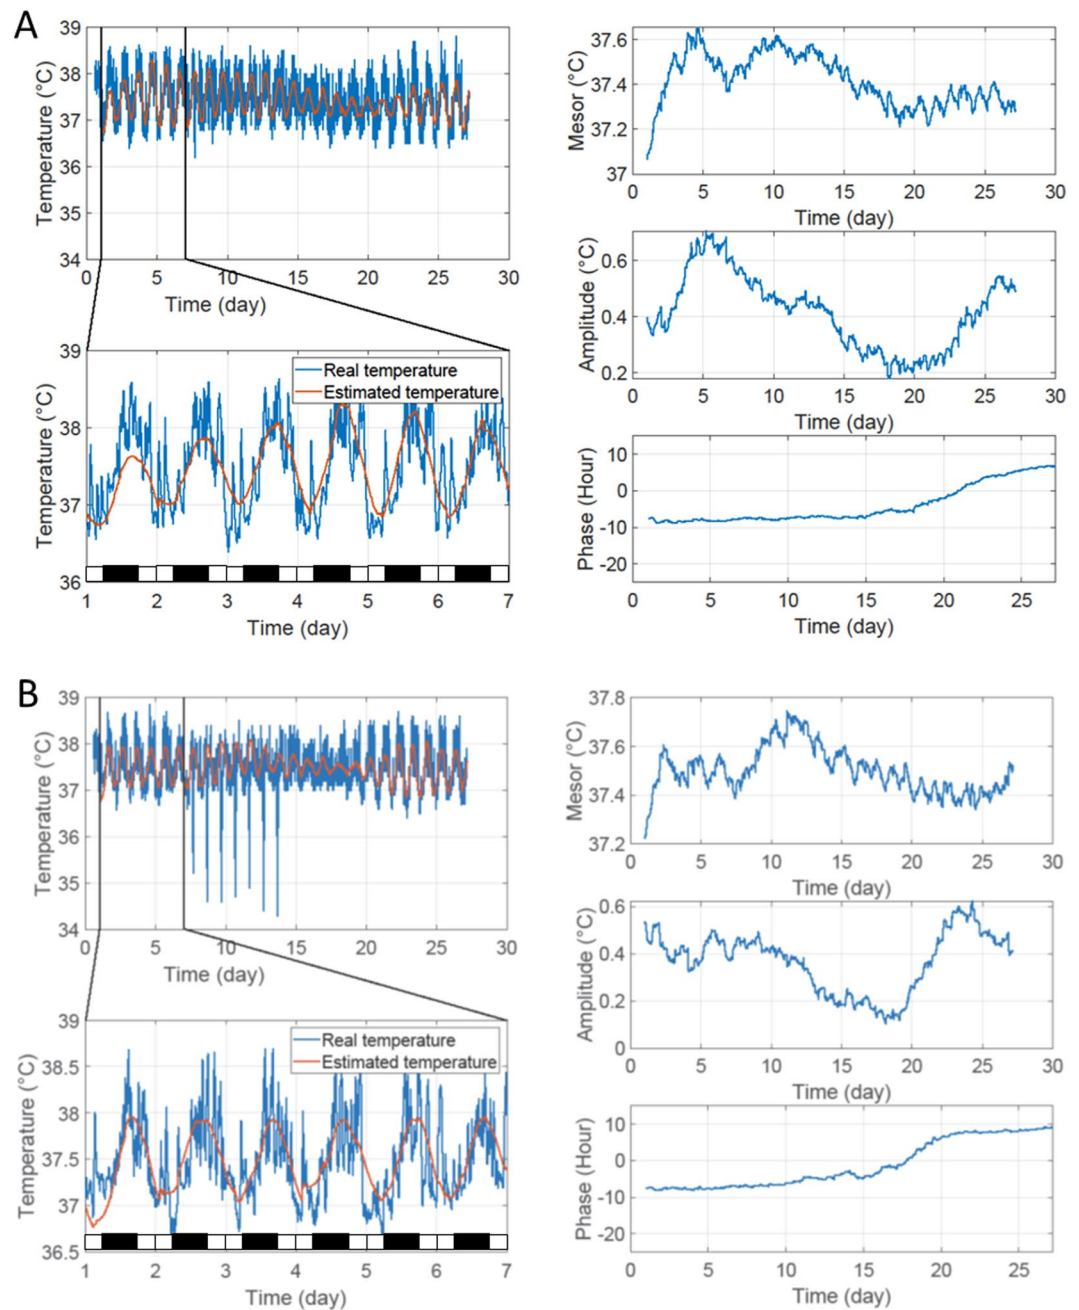 A
39
38
37
36
35
34
Temperature (°C)
0 5 10 15 20 25 30
Time (day)
37.6
37.4
37.2
37
Mesor (°C)
0 5 10 15 20 25 30
Time (day)
0.6
0.4
0.2
Amplitude (°C)
0 5 10 15 20 25 30
Time (day)
39
38
37
36
Temperature (°C)
Real temperature
Estimated temperature
1 2 3 4 5 6 7
Time (day)
10
0
-10
-20
Phase (Hour)
0 5 10 15 20 25
Time (day)
B
39
38
37
36
35
34
Temperature (°C)
0 5 10 15 20 25 30
Time (day)
37.8
37.6
37.4
37.2
Mesor (°C)
0 5 10 15 20 25 30
Time (day)
0.6
0.4
0.2
0
Amplitude (°C)
0 5 10 15 20 25 30
Time (day)
39
38.5
38
37.5
37
36.5
Temperature (°C)
Real temperature
Estimated temperature
1 2 3 4 5 6 7
Time (day)
10
0
-10
-20
Phase (Hour)
0 5 10 15 20 25
Time (day)